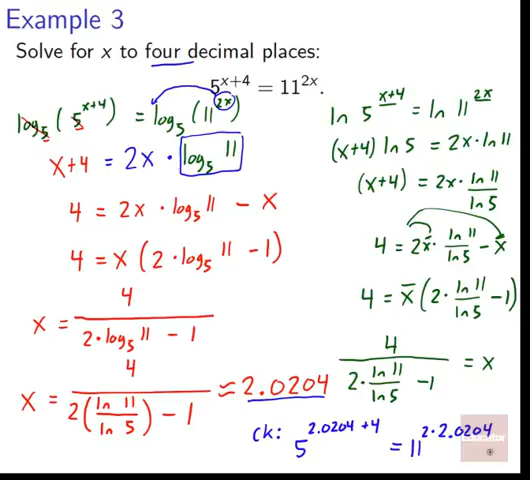 Example 3
Solve for x to four decimal places:
5^(x+4) = 11^(2x).
log₅(5^(x+4)) = log₅(11^(2x))
x+4 = 2x · log₅ 11
4 = 2x · log₅ 11 − x
4 = x(2 · log₅ 11 − 1)
x = 4 / (2 · log₅ 11 − 1)
x = 4 / (2(ln 11 / ln 5) − 1) ≈ 2.0204
ln 5^(x+4) = ln 11^(2x)
(x+4) ln 5 = 2x · ln 11
(x+4) = 2x · ln 11 / ln 5
4 = 2x · ln 11 / ln 5 − x
4 = x(2 · ln 11 / ln 5 − 1)
4 / (2 · ln 11 / ln 5 − 1) = x
ck: 5^(2.0204+4) = 11^(2·2.0204)
Educator